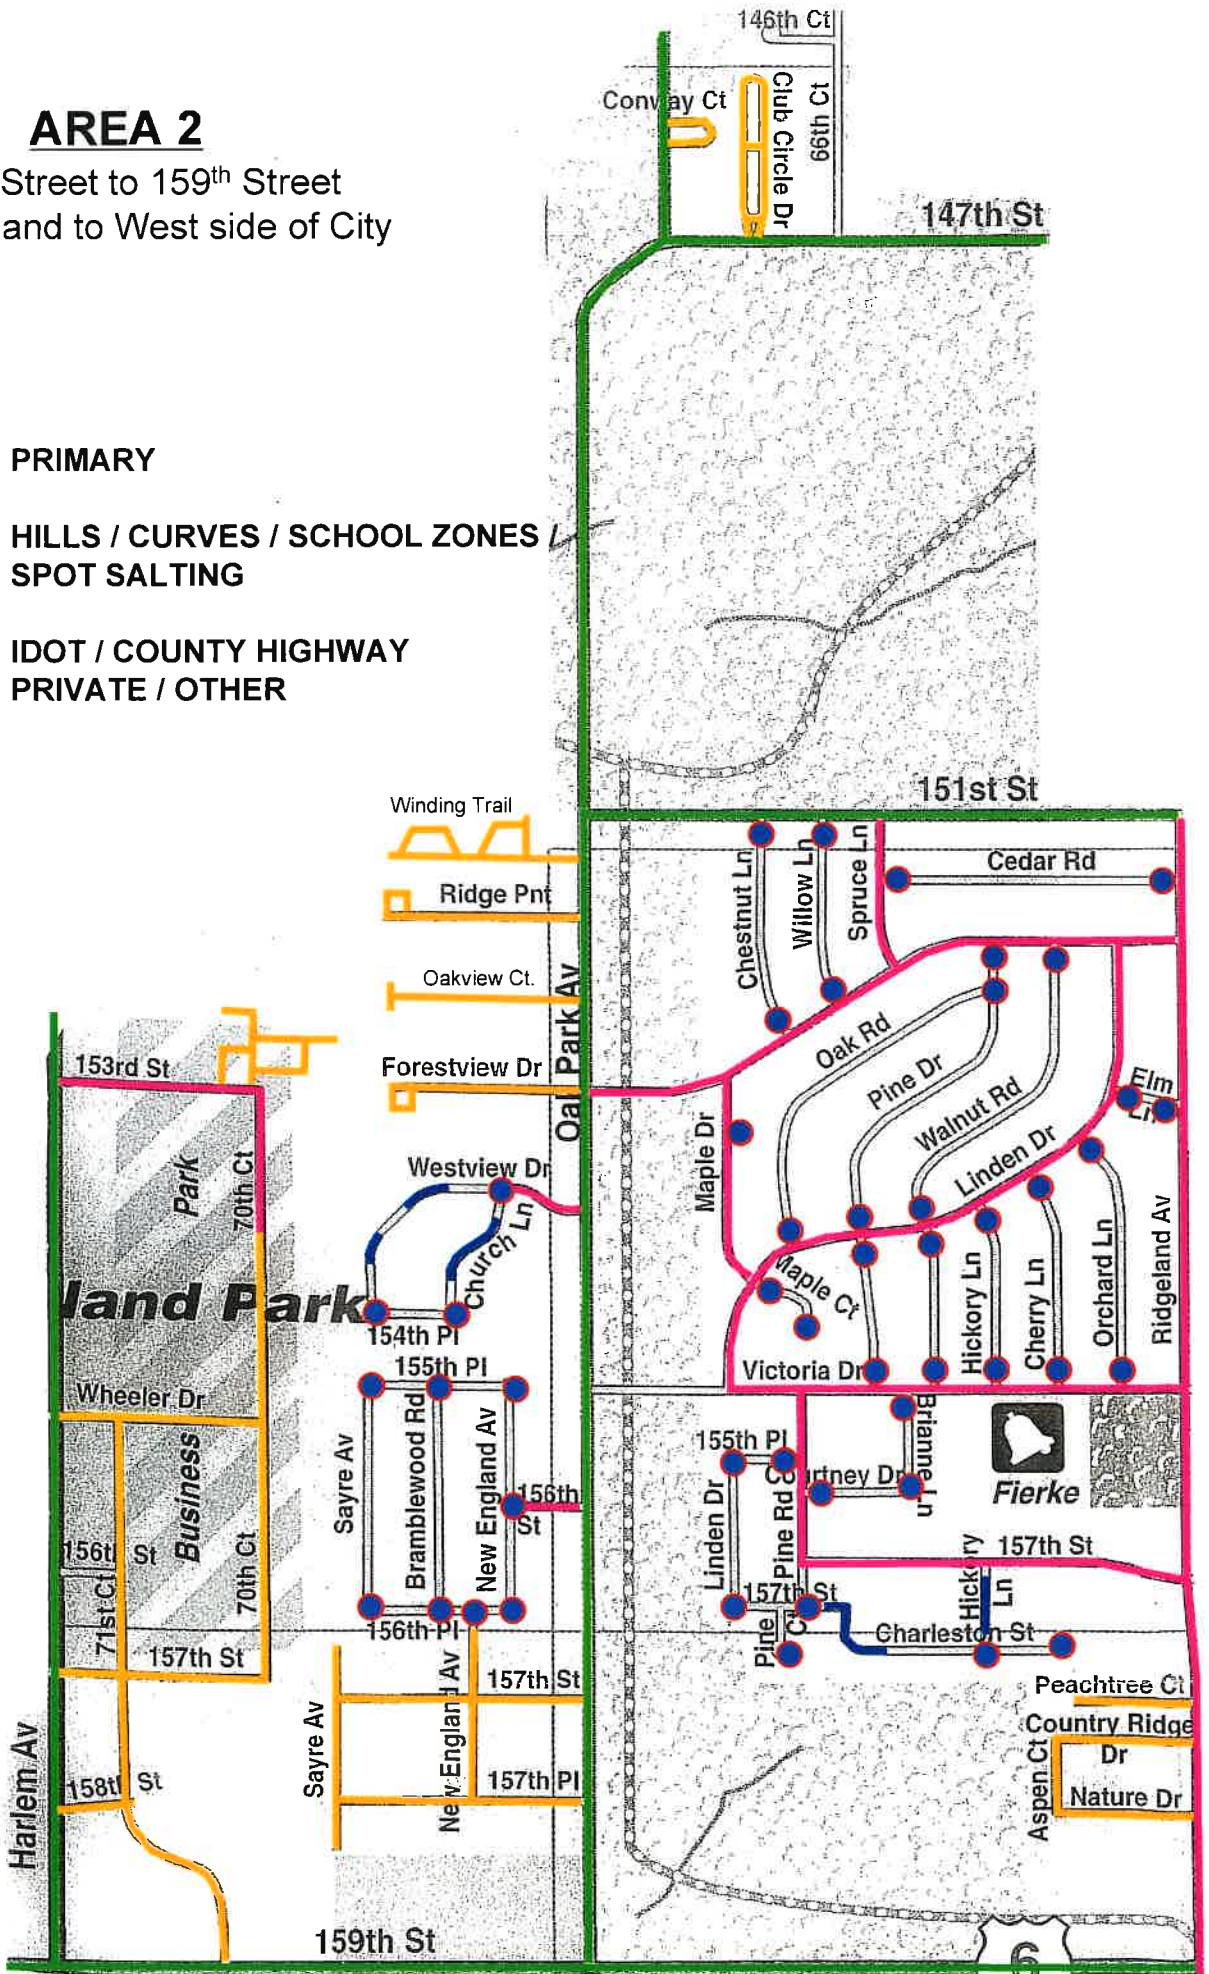 146th Ct
Conway Ct
Club Circle Dr
66th Ct
AREA 2
Street to 159th Street
and to West side of City
147th St
PRIMARY
HILLS / CURVES / SCHOOL ZONES /
SPOT SALTING
IDOT / COUNTY HIGHWAY
PRIVATE / OTHER
151st St
Winding Trail
Ridge Pnt
Oakview Ct.
Forestview Dr
Oak Park Av
Chestnut Ln
Willow Ln
Spruce Ln
Cedar Rd
153rd St
Park
70th Ct
Oak Rd
Pine Dr
Walnut Rd
Linden Dr
Elm
Ln
Maple Dr
Westview Dr
Church Ln
154th Pl
land Park
Maple Ct
Hickory Ln
Cherry Ln
Orchard Ln
Ridgeland Av
Victoria Dr
155th Pl
Wheeler Dr
Business
Sayre Av
Bramblewood Rd
New England Av
156th
St
155th Pl
Courtney Dr
Brianne Ln
Fierke
Linden Dr
Pine Rd
157th St
156th St
71st Ct
70th Ct
157th St
156th Pl
157th St
Pine
Ct
Hickory
Ln
Charleston St
Sayre Av
New England Av
157th St
157th Pl
Peachtree Ct
Country Ridge
Dr
Aspen Ct
Nature Dr
Harlem Av
158th St
159th St
6